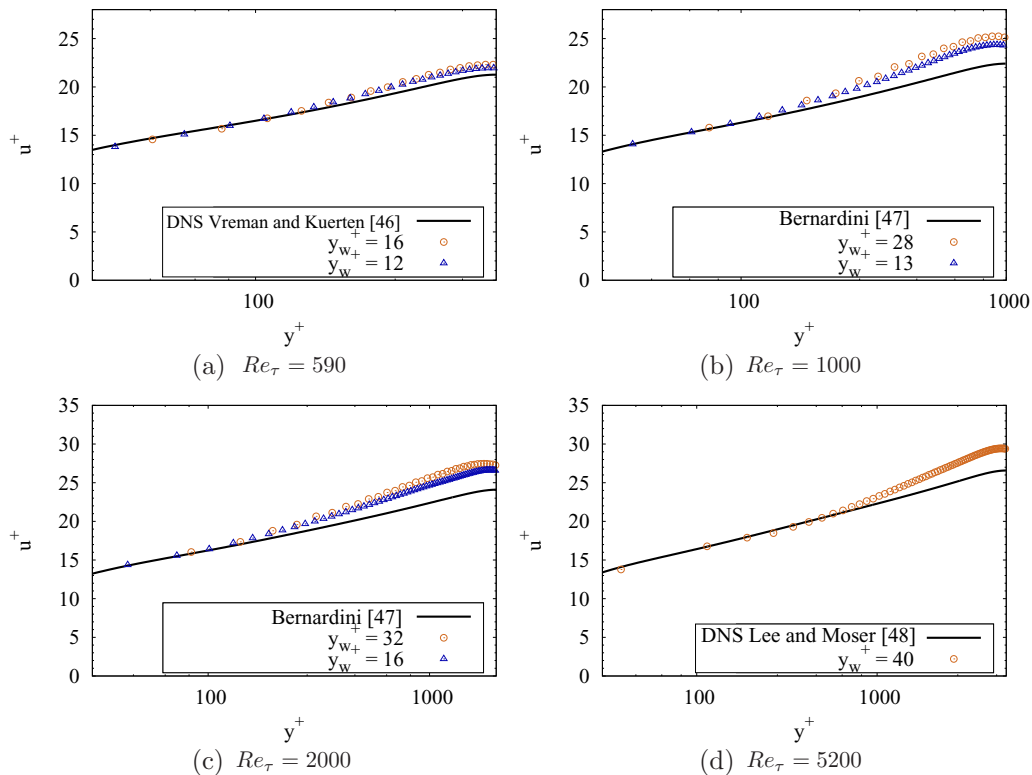 25
20
15
10
5
0
u+
DNS Vreman and Kuerten [46]
yw+ = 16
yw+ = 12
100
y+
(a) Reτ = 590
25
20
15
10
5
0
u+
Bernardini [47]
yw+ = 28
yw+ = 13
100
1000
y+
(b) Reτ = 1000
35
30
25
20
15
10
5
0
u+
Bernardini [47]
yw+ = 32
yw+ = 16
100
1000
y+
(c) Reτ = 2000
35
30
25
20
15
10
5
0
u+
DNS Lee and Moser [48]
yw+ = 40
100
1000
y+
(d) Reτ = 5200